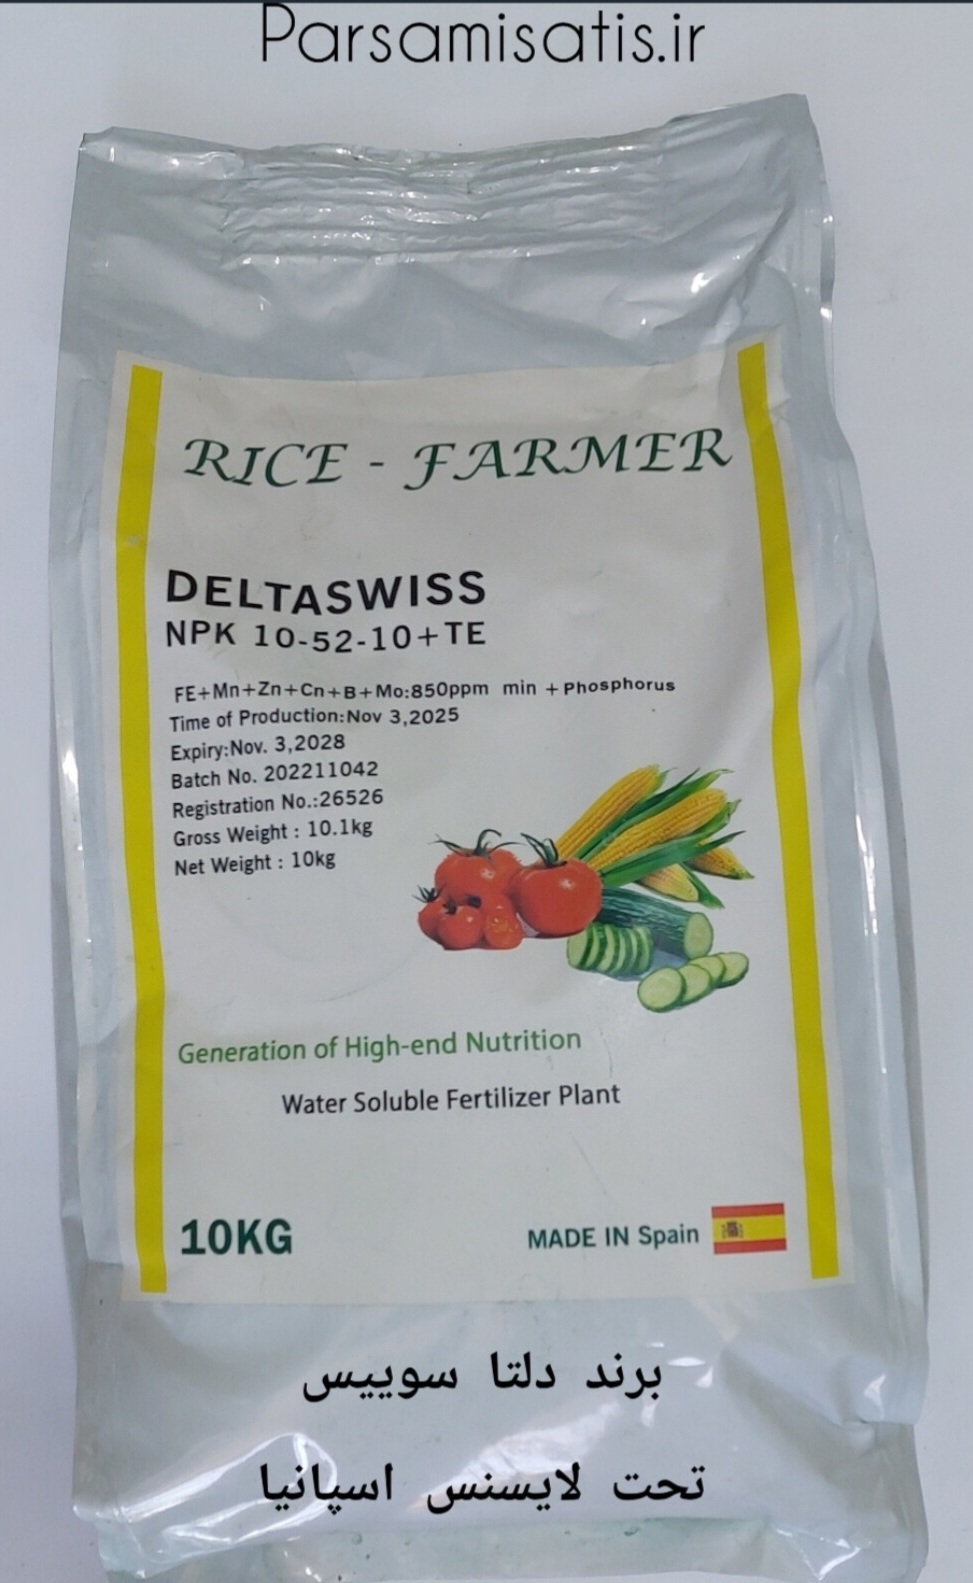 Parsamisatis.ir
RICE - FARMER
DELTASWISS
NPK 10-52-10+TE
FE+Mn+Zn+Cn+B+Mo:850ppm min +Phosphorus
Time of Production:Nov 3,2025
Expiry:Nov. 3,2028
Batch No. 202211042
Registration No.:26526
Gross Weight : 10.1kg
Net Weight : 10kg
Generation of High-end Nutrition
Water Soluble Fertilizer Plant
10KG
MADE IN Spain
برند دلتا سوییس
تحت لایسنس اسپانیا